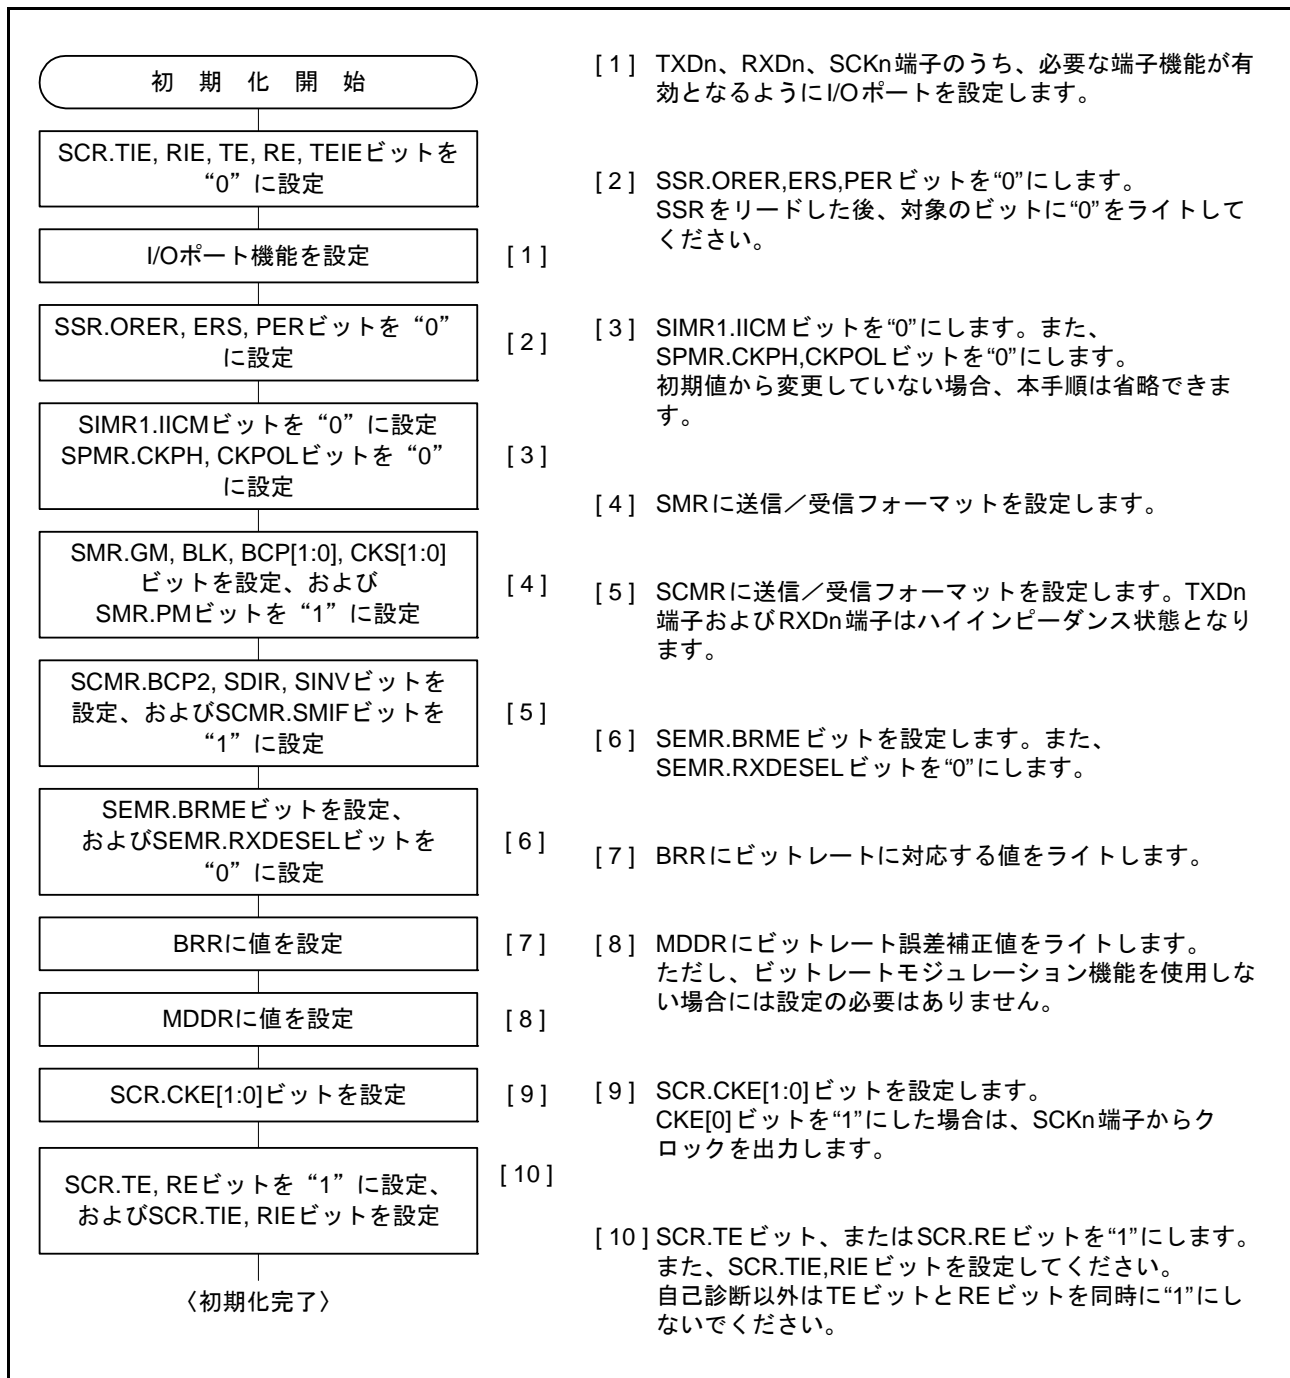 初期化開始
SCR.TIE, RIE, TE, RE, TEIEビットを
“0”に設定
I/Oポート機能を設定
[ 1 ]
SSR.ORER, ERS, PERビットを“0”
に設定
[ 2 ]
SIMR1.IICMビットを“0”に設定
SPMR.CKPH, CKPOLビットを“0”
に設定
[ 3 ]
SMR.GM, BLK, BCP[1:0], CKS[1:0]
ビットを設定、および
SMR.PMビットを“1”に設定
[ 4 ]
SCMR.BCP2, SDIR, SINVビットを
設定、およびSCMR.SMIFビットを
“1”に設定
[ 5 ]
SEMR.BRMEビットを設定、
およびSEMR.RXDESELビットを
“0”に設定
[ 6 ]
BRRに値を設定
[ 7 ]
MDDRに値を設定
[ 8 ]
SCR.CKE[1:0]ビットを設定
[ 9 ]
SCR.TE, REビットを“1”に設定、
およびSCR.TIE, RIEビットを設定
[ 10 ]
〈初期化完了〉
[ 1 ] TXDn、RXDn、SCKn端子のうち、必要な端子機能が有
効となるようにI/Oポートを設定します。
[ 2 ] SSR.ORER,ERS,PERビットを“0”にします。
SSRをリードした後、対象のビットに“0”をライトして
ください。
[ 3 ] SIMR1.IICMビットを“0”にします。また、
SPMR.CKPH,CKPOLビットを“0”にします。
初期値から変更していない場合、本手順は省略できま
す。
[ 4 ] SMRに送信／受信フォーマットを設定します。
[ 5 ] SCMRに送信／受信フォーマットを設定します。TXDn
端子およびRXDn端子はハイインピーダンス状態となり
ます。
[ 6 ] SEMR.BRMEビットを設定します。また、
SEMR.RXDESELビットを“0”にします。
[ 7 ] BRRにビットレートに対応する値をライトします。
[ 8 ] MDDRにビットレート誤差補正値をライトします。
ただし、ビットレートモジュレーション機能を使用しな
い場合には設定の必要はありません。
[ 9 ] SCR.CKE[1:0]ビットを設定します。
CKE[0]ビットを“1”にした場合は、SCKn端子からク
ロックを出力します。
[ 10 ] SCR.TEビット、またはSCR.REビットを“1”にします。
また、SCR.TIE,RIEビットを設定してください。
自己診断以外はTEビットとREビットを同時に“1”にし
ないでください。